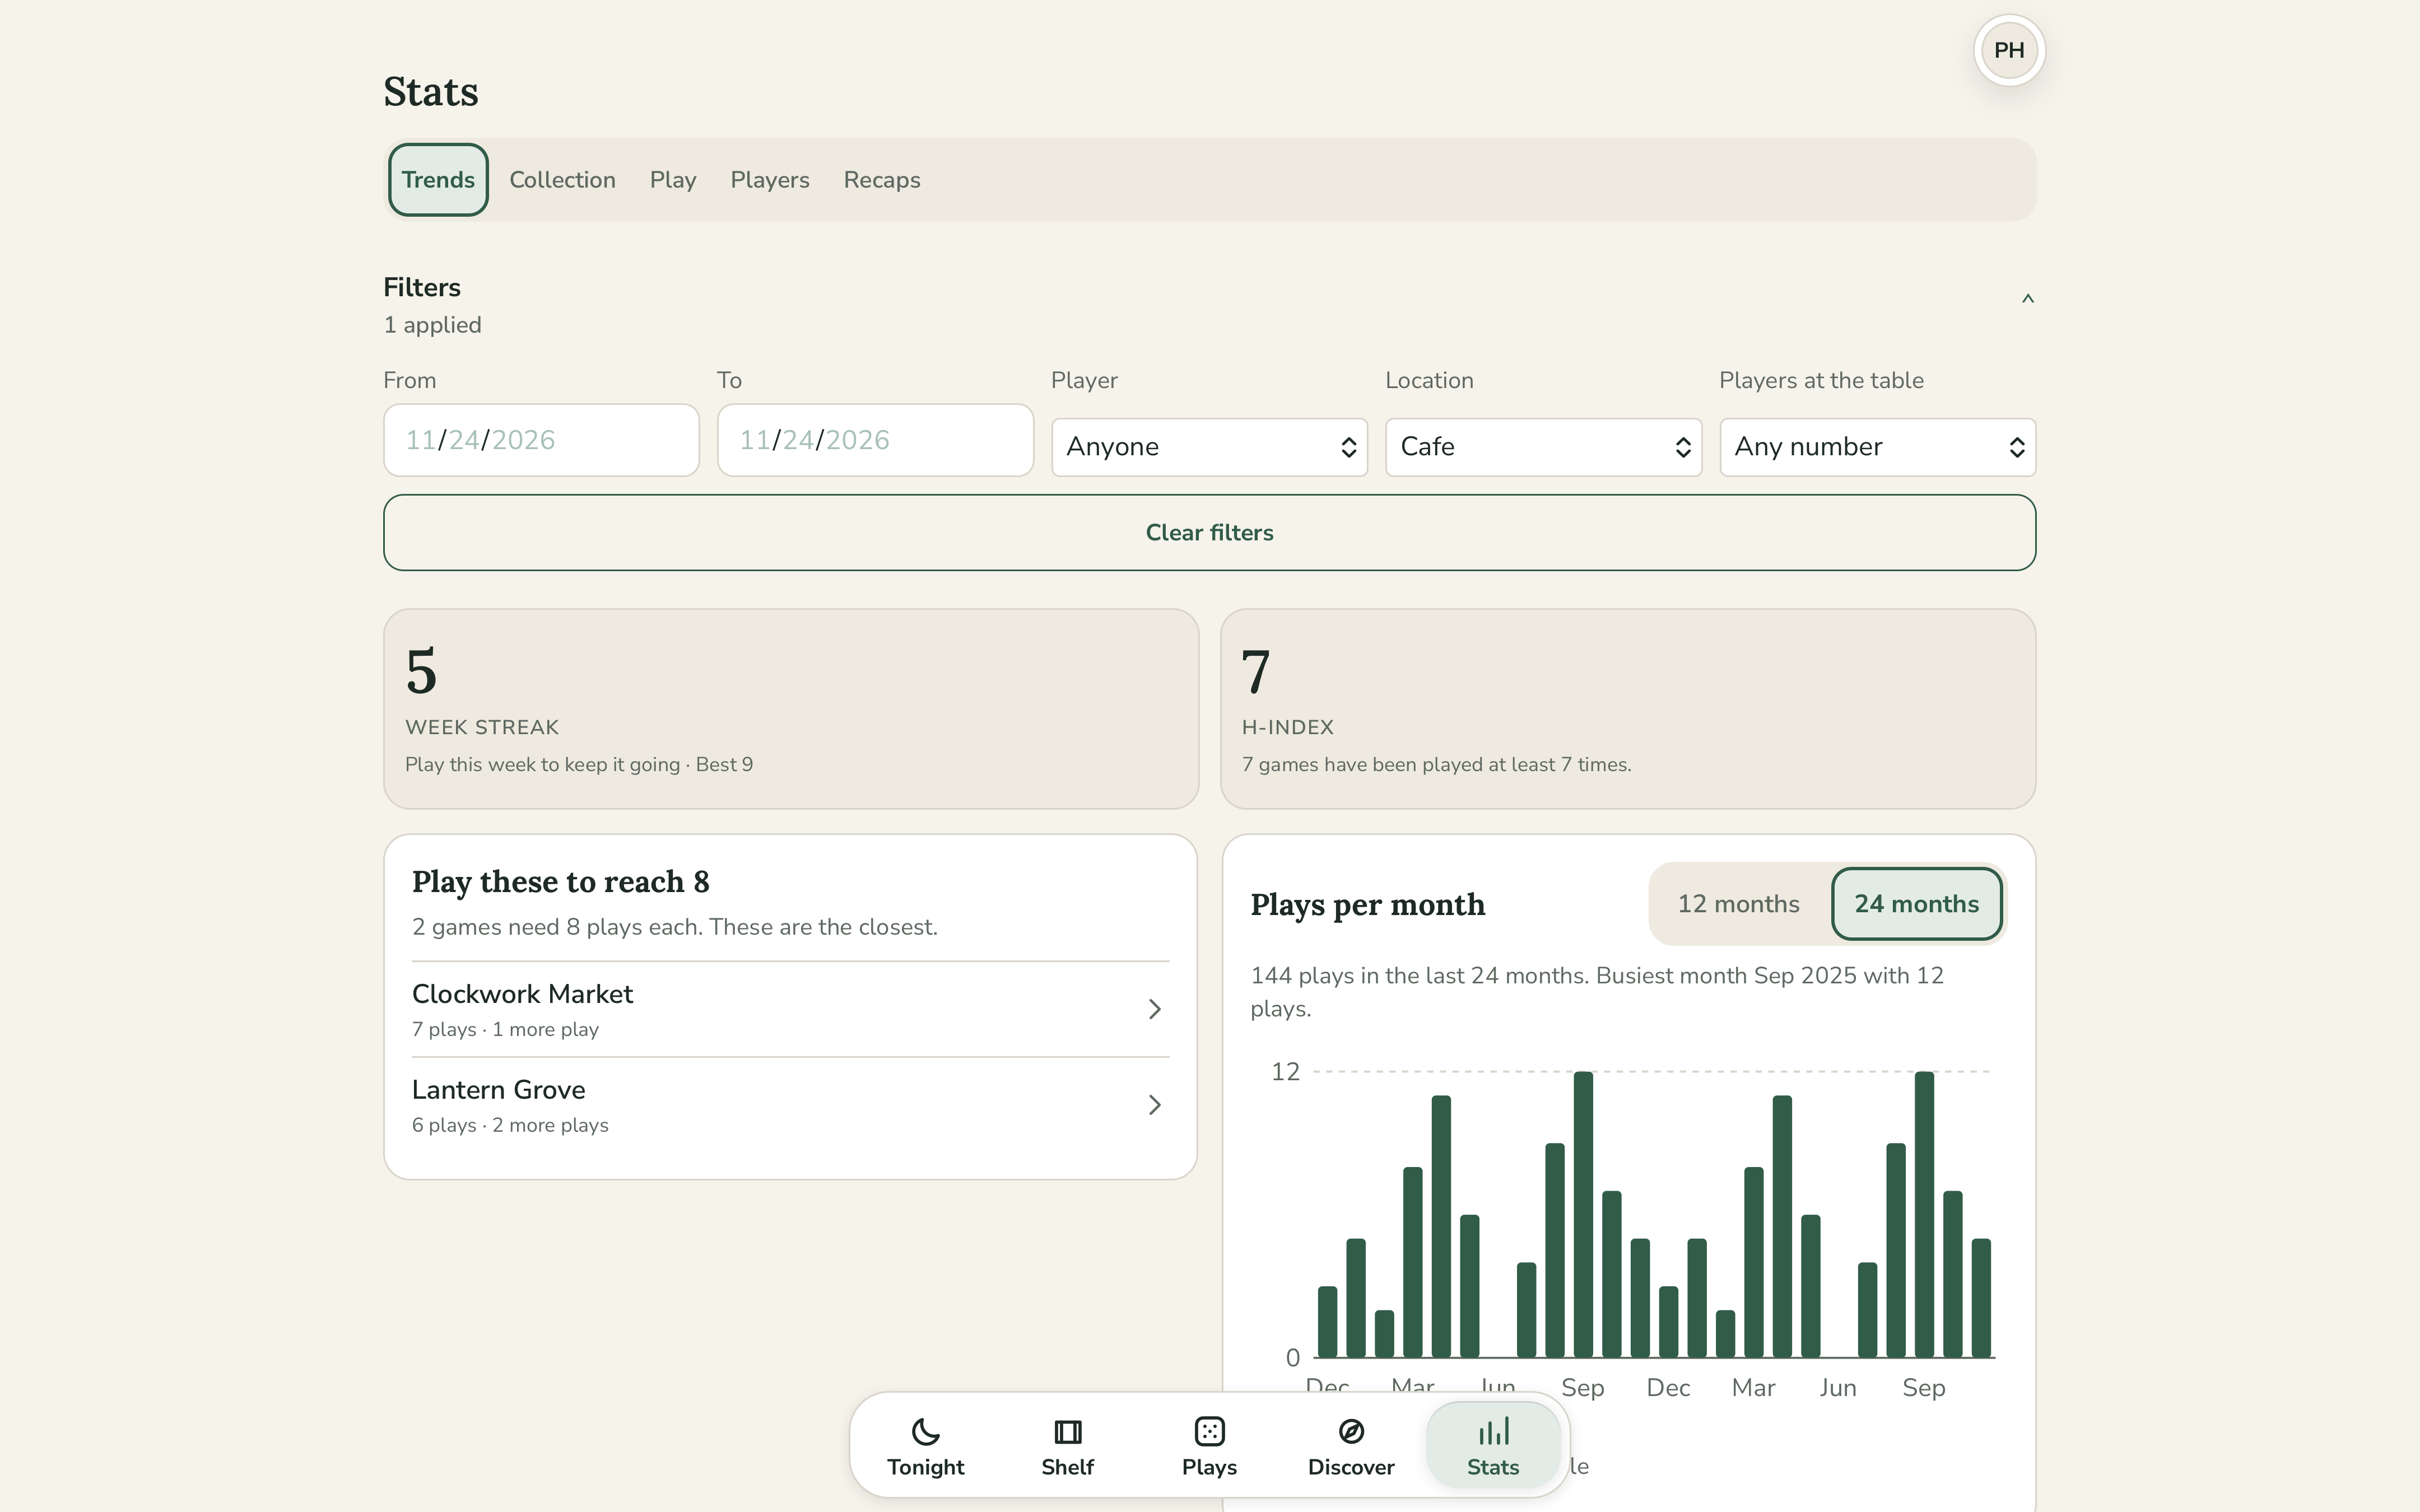 PH
Stats
Trends Collection Play Players Recaps
Filters
1 applied
^
From To Player Location Players at the table
11/24/2026 11/24/2026 Anyone Cafe Any number
Clear filters
5
WEEK STREAK
Play this week to keep it going · Best 9
7
H-INDEX
7 games have been played at least 7 times.
Play these to reach 8
2 games need 8 plays each. These are the closest.
Clockwork Market
7 plays · 1 more play
Lantern Grove
6 plays · 2 more plays
Plays per month
12 months 24 months
144 plays in the last 24 months. Busiest month Sep 2025 with 12
plays.
12
0
Dec Mar Jun Sep Dec Mar Jun Sep
Tonight Shelf Plays Discover Stats